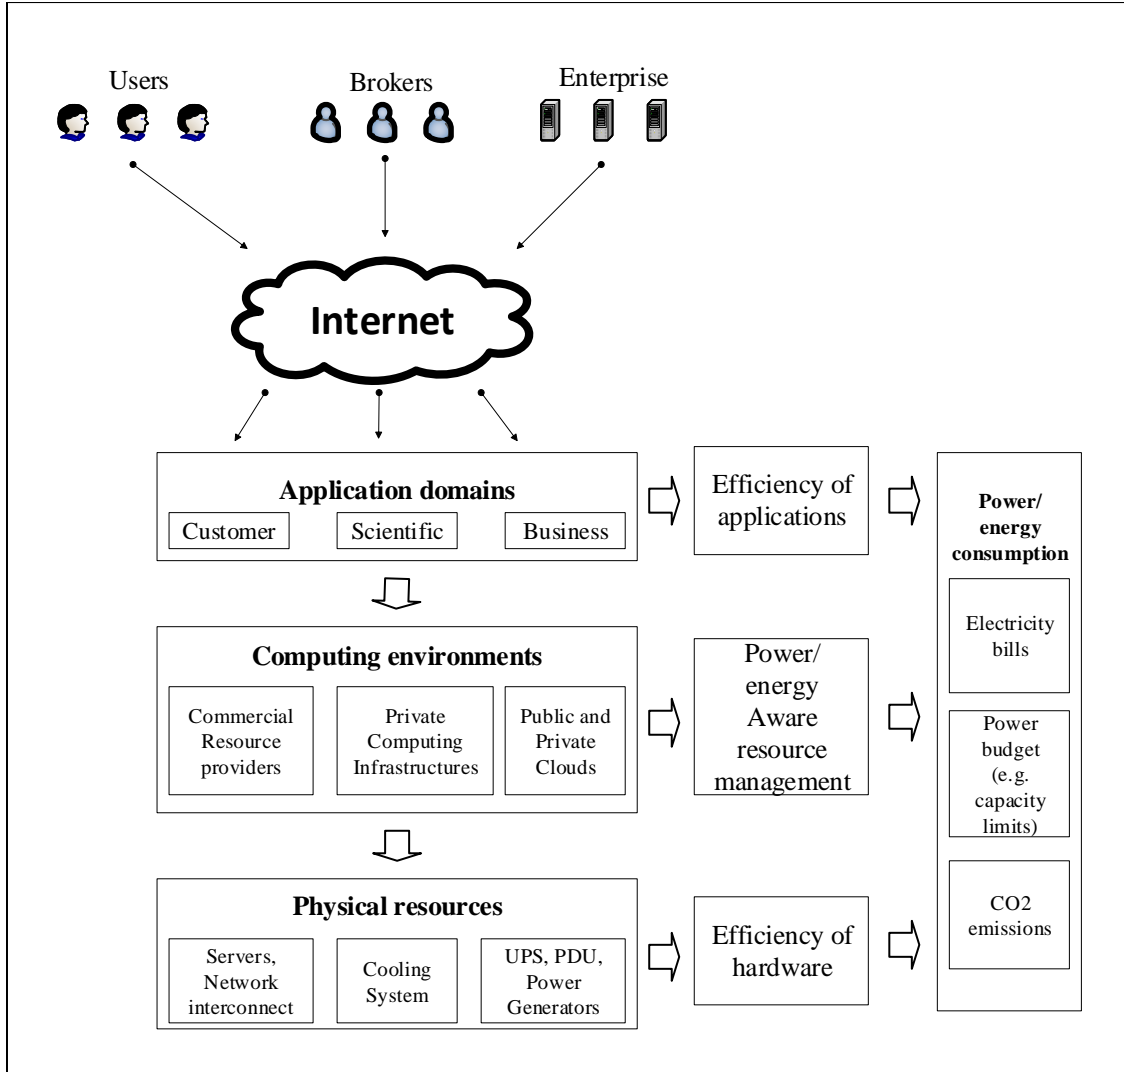 Users
Brokers
Enterprise
Internet
Application domains
Customer
Scientific
Business
Efficiency of
applications
Power/
energy
consumption
Electricity
bills
Power
budget
(e.g.
capacity
limits)
CO2
emissions
Computing environments
Commercial
Resource
providers
Private
Computing
Infrastructures
Public and
Private
Clouds
Power/
energy
Aware
resource
management
Physical resources
Servers,
Network
interconnect
Cooling
System
UPS, PDU,
Power
Generators
Efficiency of
hardware